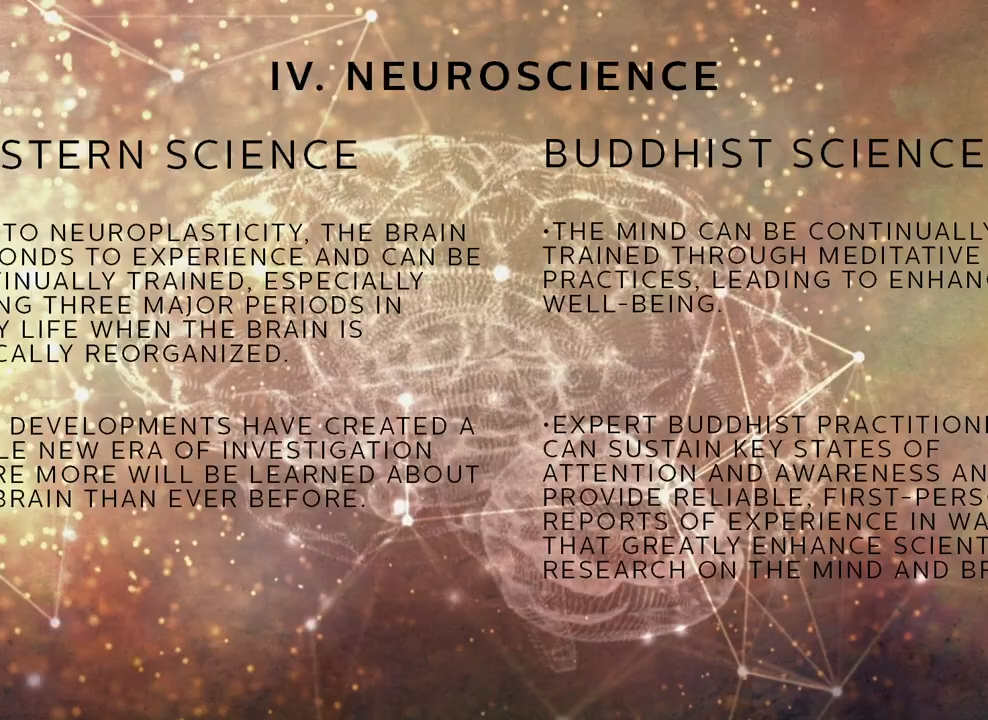 IV. NEUROSCIENCE
STERN SCIENCE
TO NEUROPLASTICITY, THE BRAIN
ONDS TO EXPERIENCE AND CAN BE
TINUALLY TRAINED, ESPECIALLY
NG THREE MAJOR PERIODS IN
Y LIFE WHEN THE BRAIN IS
CALLY REORGANIZED.
DEVELOPMENTS HAVE CREATED A
LE NEW ERA OF INVESTIGATION
RE MORE WILL BE LEARNED ABOUT
BRAIN THAN EVER BEFORE.
BUDDHIST SCIENCE
•THE MIND CAN BE CONTINUALLY
TRAINED THROUGH MEDITATIVE
PRACTICES, LEADING TO ENHANC
WELL-BEING.
•EXPERT BUDDHIST PRACTITION
CAN SUSTAIN KEY STATES OF
ATTENTION AND AWARENESS AN
PROVIDE RELIABLE, FIRST-PERS
REPORTS OF EXPERIENCE IN WA
THAT GREATLY ENHANCE SCIENT
RESEARCH ON THE MIND AND BR